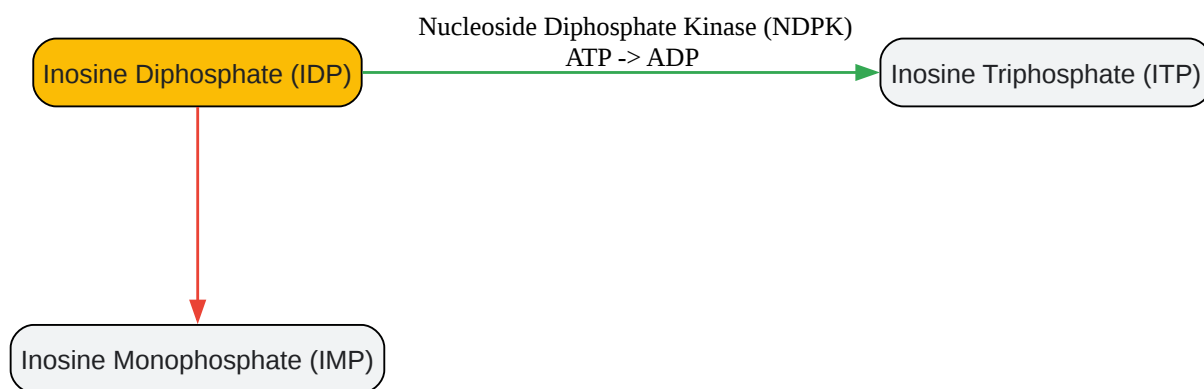 Nucleoside Diphosphate Kinase (NDPK)
ATP -> ADP
Inosine Diphosphate (IDP)
Inosine Triphosphate (ITP)
Inosine Monophosphate (IMP)